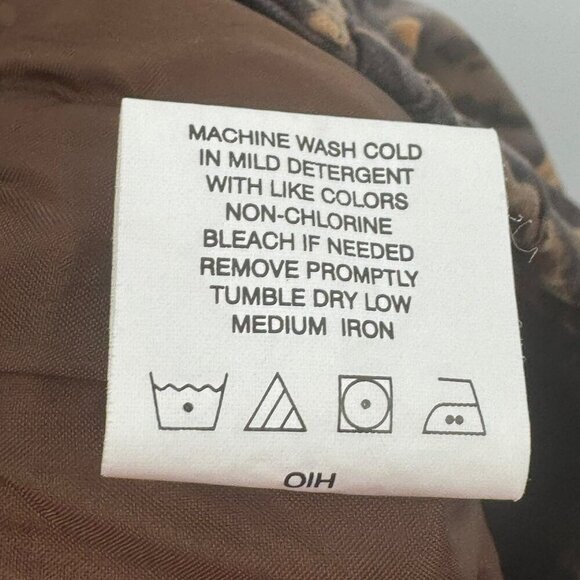 MACHINE WASH COLD
IN MILD DETERGENT
WITH LIKE COLORS
NON-CHLORINE
BLEACH IF NEEDED
REMOVE PROMPTLY
TUMBLE DRY LOW
MEDIUM IRON
OIH